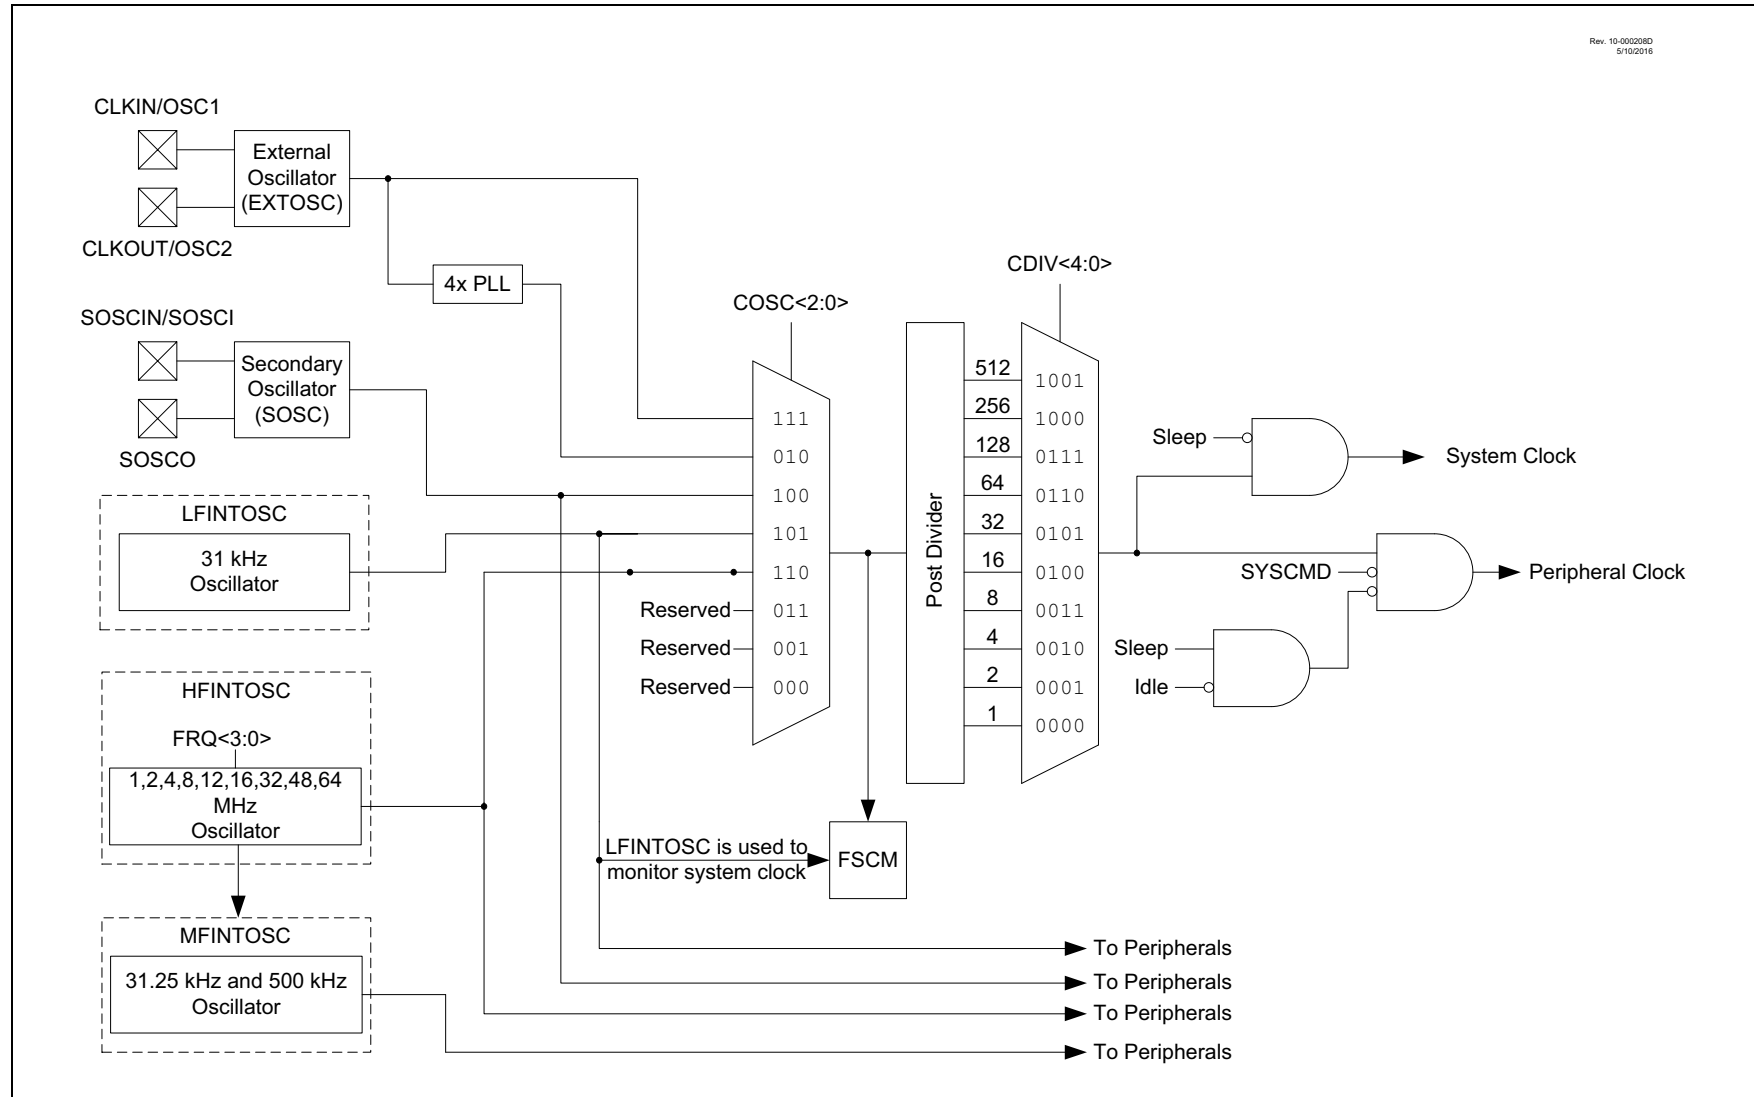 Rev. 10-000208D
5/10/2016
CLKIN/OSC1
External
Oscillator
(EXTOSC)
CLKOUT/OSC2
4x PLL
SOSCIN/SOSCI
Secondary
Oscillator
(SOSC)
SOSCO
LFINTOSC
31 kHz
Oscillator
HFINTOSC
FRQ<3:0>
1,2,4,8,12,16,32,48,64
MHz
Oscillator
MFINTOSC
31.25 kHz and 500 kHz
Oscillator
COSC<2:0>
111
010
100
101
110
Reserved 011
Reserved 001
Reserved 000
LFINTOSC is used to
monitor system clock
FSCM
Post Divider
CDIV<4:0>
512 1001
256 1000
128 0111
64 0110
32 0101
16 0100
8 0011
4 0010
2 0001
1 0000
Sleep
System Clock
SYSCMD
Peripheral Clock
Sleep
Idle
To Peripherals
To Peripherals
To Peripherals
To Peripherals